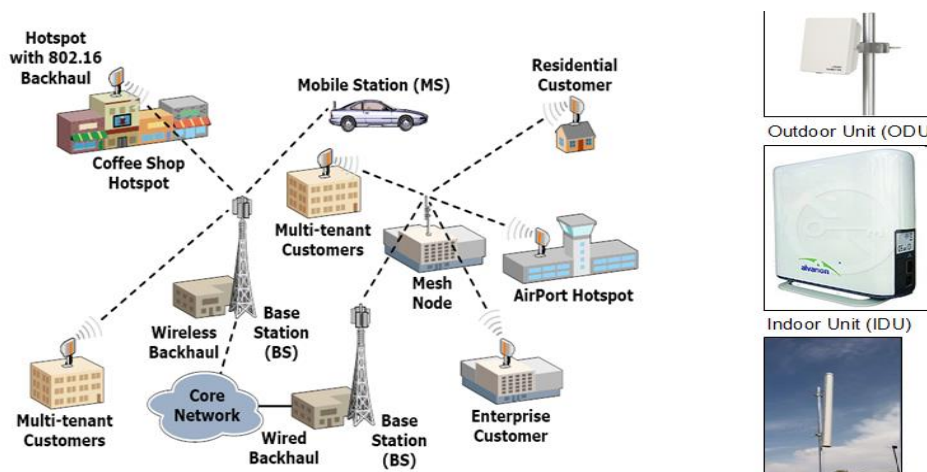 Hotspot
with 802.16
Backhaul
Mobile Station (MS)
Residential
Customer
Coffee Shop
Hotspot
Multi-tenant
Customers
Mesh
Node
AirPort Hotspot
Wireless
Backhaul
Base
Station
(BS)
Multi-tenant
Customers
Core
Network
Wired
Backhaul
Base
Station
(BS)
Enterprise
Customer
Outdoor Unit (ODU
alvarion
Indoor Unit (IDU)